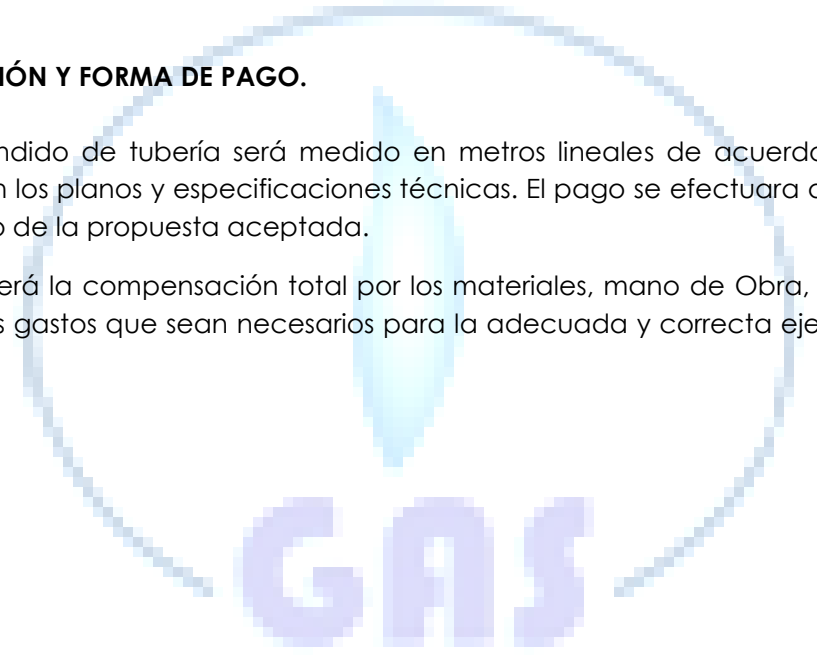 IÓN Y FORMA DE PAGO.
ndido de tubería será medido en metros lineales de acuerdo
n los planos y especificaciones técnicas. El pago se efectuara
o de la propuesta aceptada.
erá la compensación total por los materiales, mano de Obra,
s gastos que sean necesarios para la adecuada y correcta eje
GAS